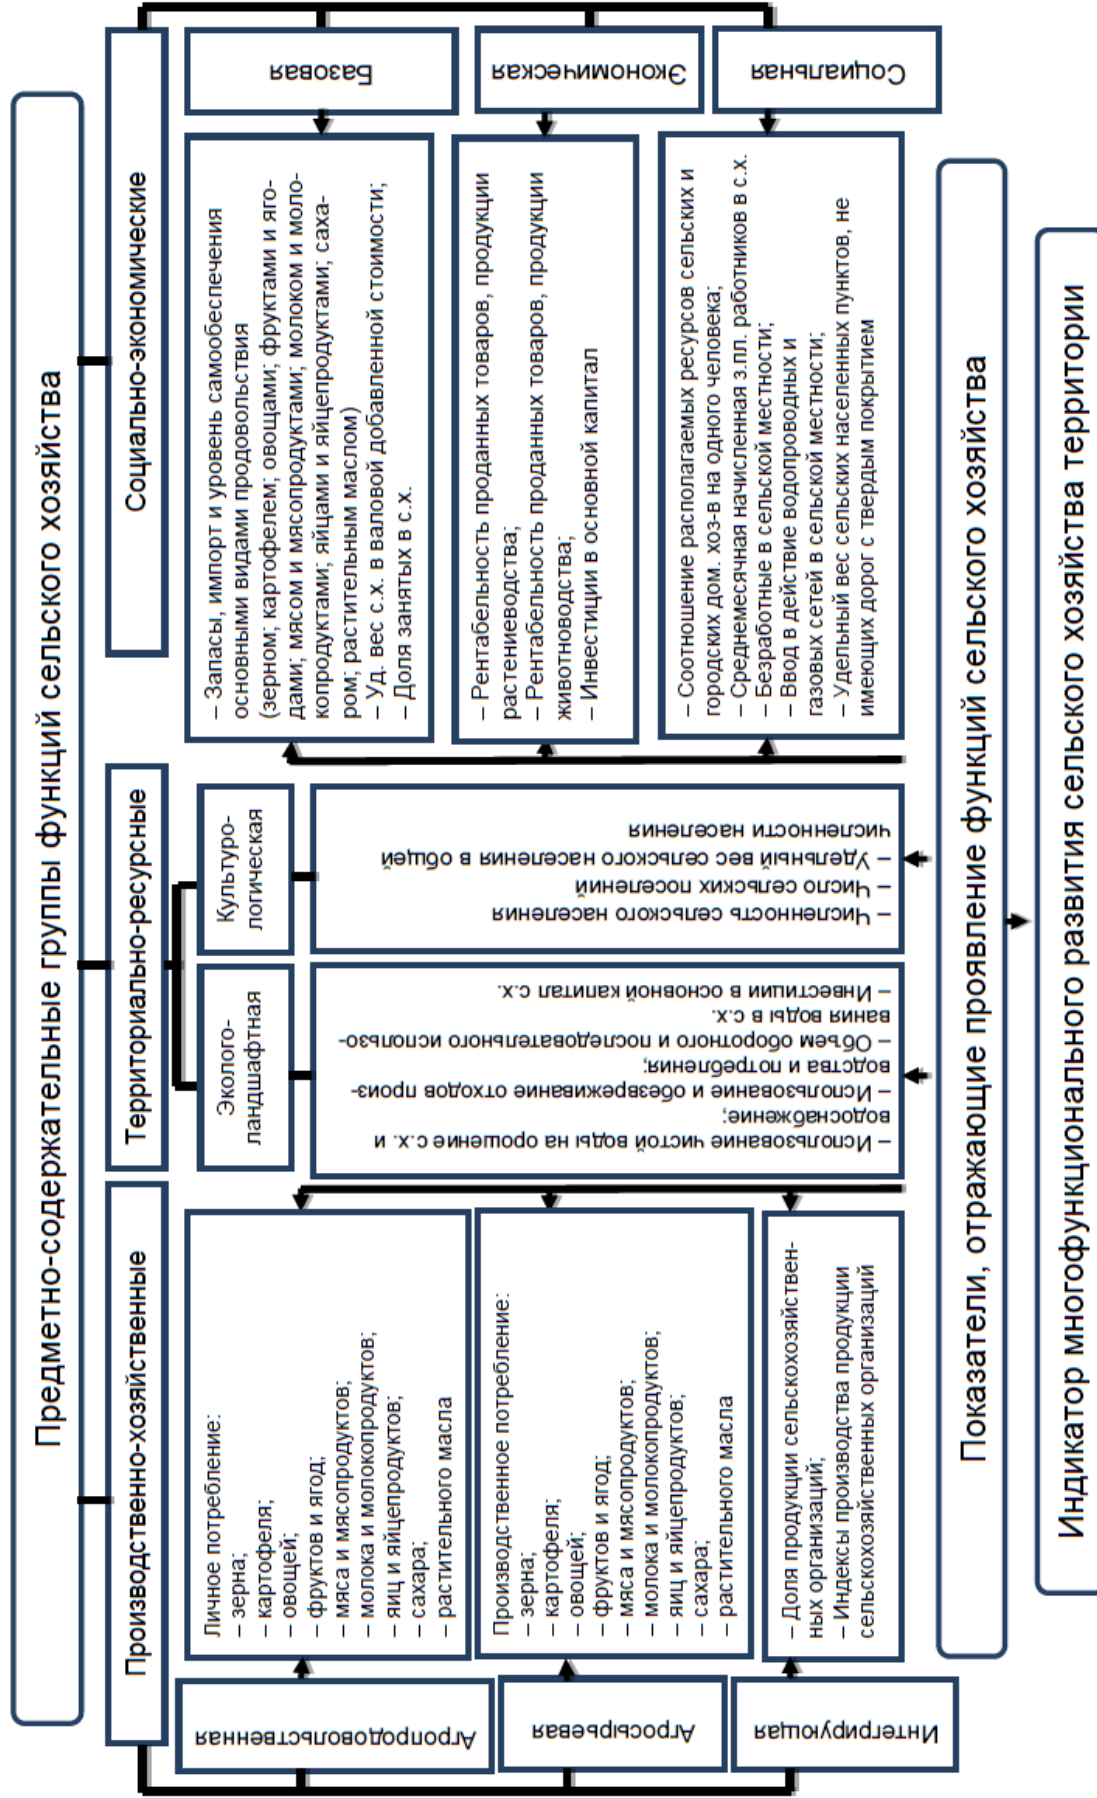 Предметно-содержательные группы функций сельского хозяйства
Производственно-хозяйственные
Территориально-ресурсные
Социально-экономические
Агропродовольственная
Личное потребление:
– зерна;
– картофеля;
– овощей;
– фруктов и ягод;
– мяса и мясопродуктов;
– молока и молокопродуктов;
– яиц и яйцепродуктов;
– сахара;
– растительного масла
Агросырьевая
Производственное потребление:
– зерна;
– картофеля;
– овощей;
– фруктов и ягод;
– мяса и мясопродуктов;
– молока и молокопродуктов;
– яиц и яйцепродуктов;
– сахара;
– растительного масла
Интегрирующая
– Доля продукции сельскохозяйствен-
ных организаций;
– Индексы производства продукции
сельскохозяйственных организаций
Эколого-
ландшафтная
– Использование чистой воды на орошение с.х. и
водоснабжение;
– Использование и обезвреживание отходов произ-
водства и потребления;
– Объем оборотного и последовательного использо-
вания воды в с.х.
– Инвестиции в основной капитал с.х.
Культуро-
логическая
– Численность сельского населения
– Число сельских поселений
– Удельный вес сельского населения в общей
численности населения
Базовая
– Запасы, импорт и уровень самообеспечения
основными видами продовольствия
(зерном; картофелем; овощами; фруктами и яго-
дами; мясом и мясопродуктами; молоком и моло-
копродуктами; яйцами и яйцепродуктами; саха-
ром; растительным маслом)
– Уд. вес с.х. в валовой добавленной стоимости;
– Доля занятых в с.х.
Экономическая
– Рентабельность проданных товаров, продукции
растениеводства;
– Рентабельность проданных товаров, продукции
животноводства;
– Инвестиции в основной капитал
Социальная
– Соотношение располагаемых ресурсов сельских и
городских дом. хоз-в на одного человека;
– Среднемесячная начисленная з.пл. работников в с.х.
– Безработные в сельской местности;
– Ввод в действие водопроводных и
газовых сетей в сельской местности;
– Удельный вес сельских населенных пунктов, не
имеющих дорог с твердым покрытием
Показатели, отражающие проявление функций сельского хозяйства
Индикатор многофункционального развития сельского хозяйства территории